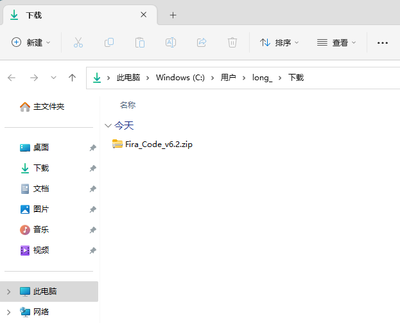 下载
新建
排序
查看
此电脑 Windows (C:) 用户 long_ 下载
主文件夹
名称
今天
Fira_Code_v6.2.zip
桌面
下载
文档
图片
音乐
视频
此电脑
网络